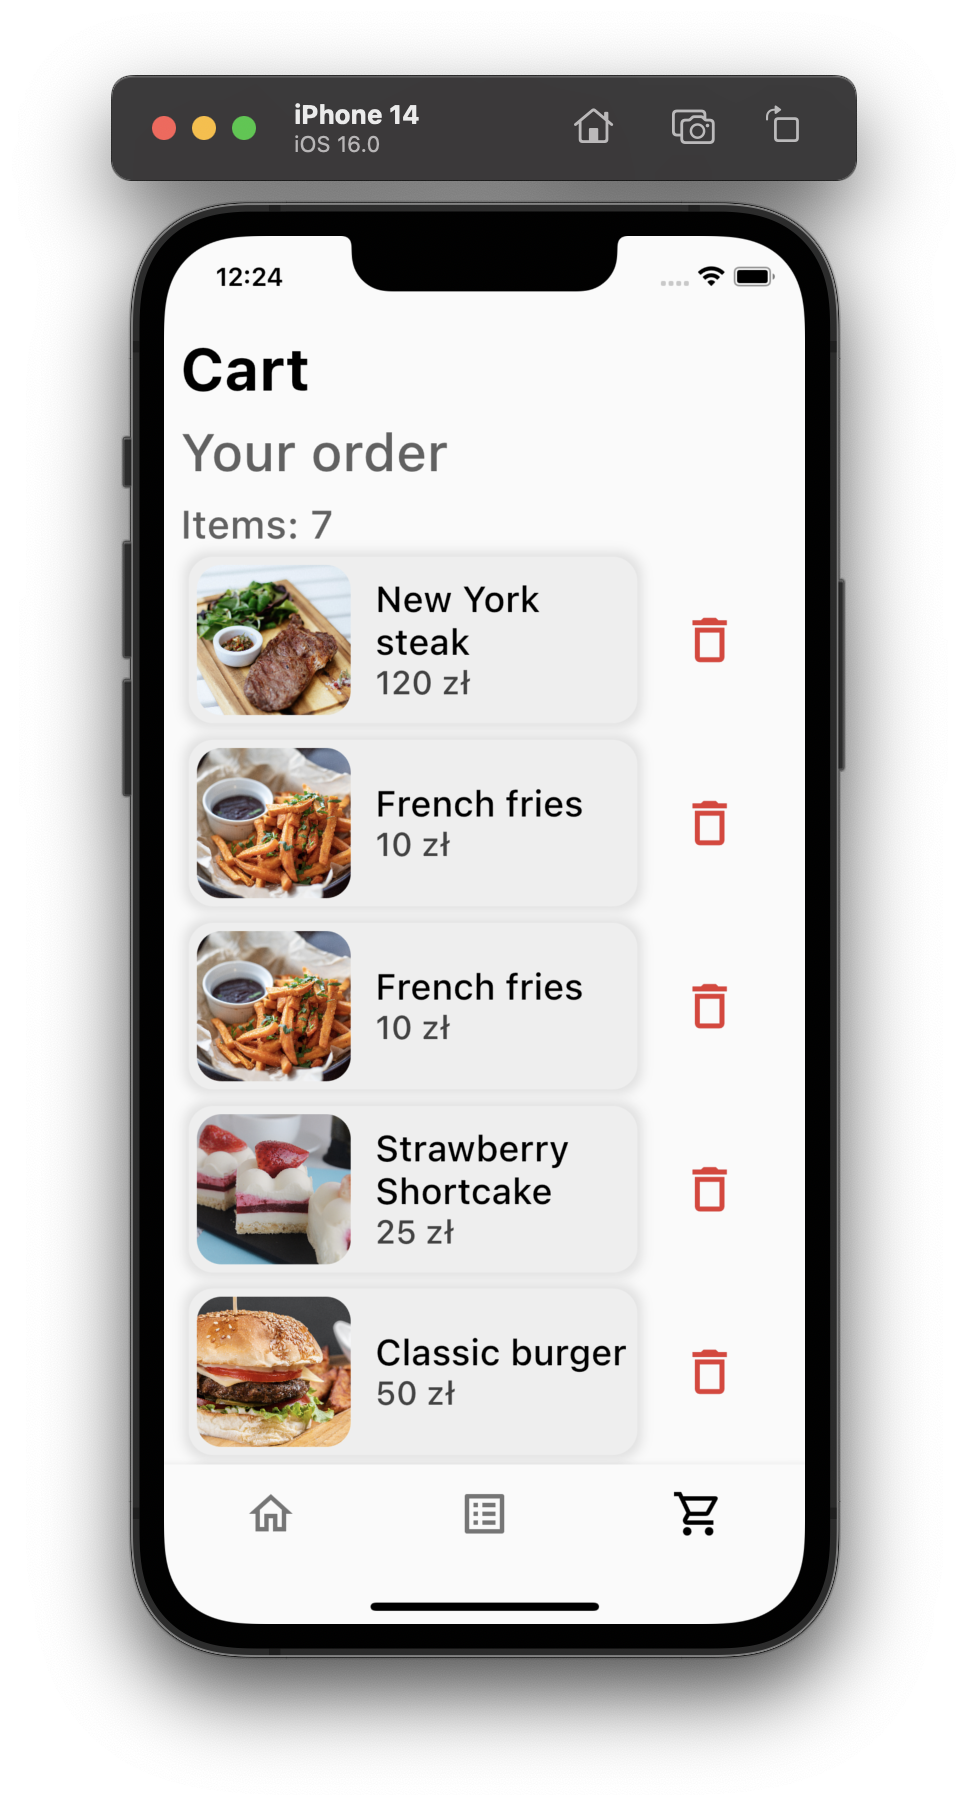 iPhone 14
iOS 16.0
12:24
Cart
Your order
Items: 7
New York
steak
120 zł
French fries
10 zł
French fries
10 zł
Strawberry
Shortcake
25 zł
Classic burger
50 zł